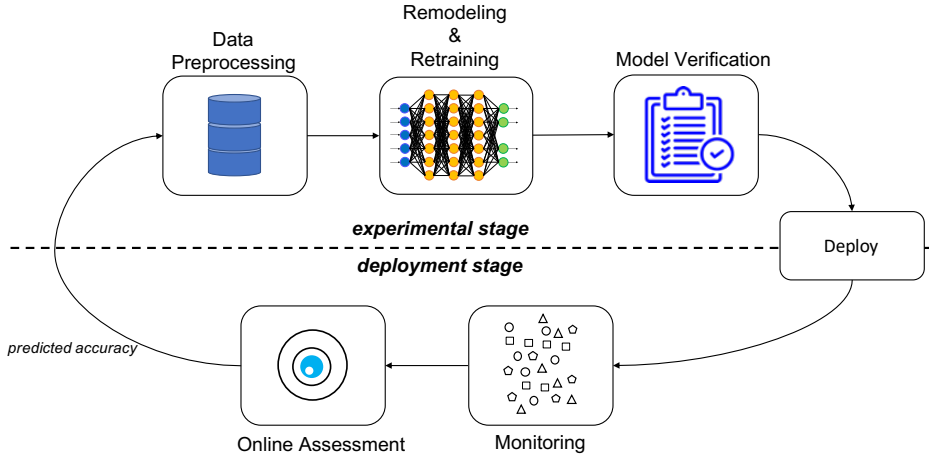 Data
Preprocessing
Remodeling
&
Retraining
Model Verification
experimental stage
Deploy
deployment stage
predicted accuracy
Online Assessment
Monitoring